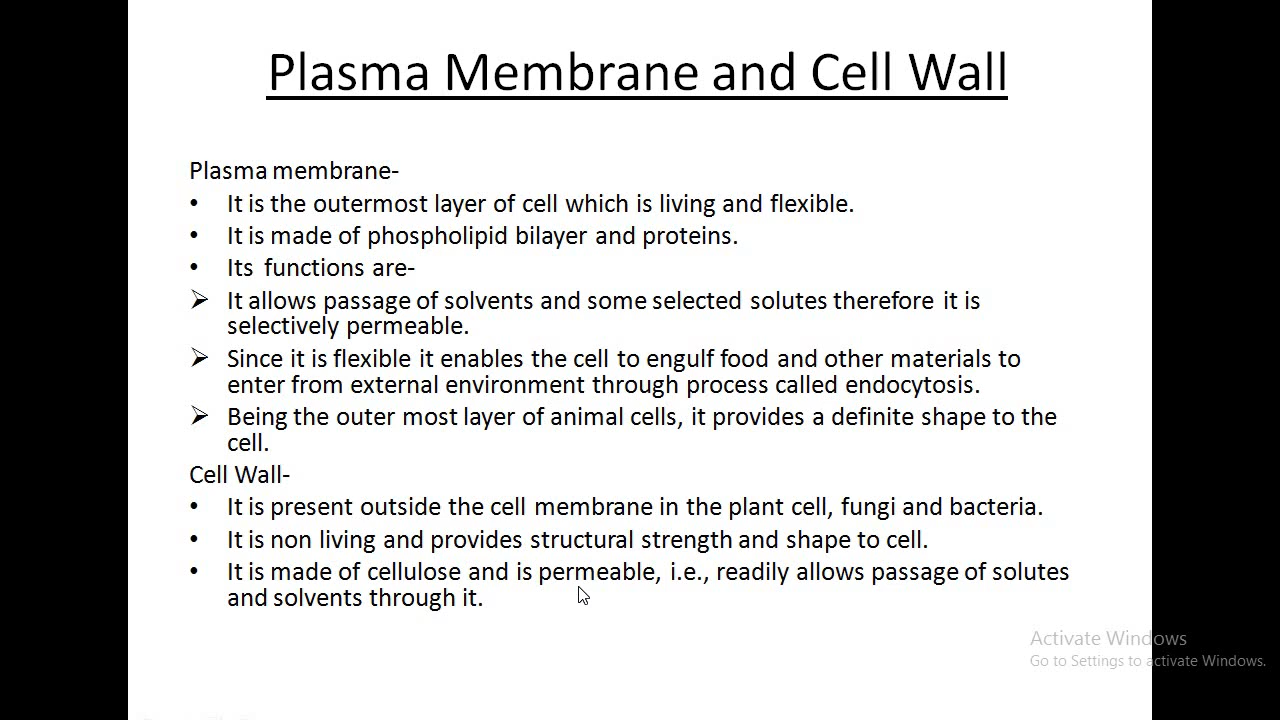 Plasma Membrane and Cell Wall
Plasma membrane-
• It is the outermost layer of cell which is living and flexible.
• It is made of phospholipid bilayer and proteins.
• Its functions are-
➢ It allows passage of solvents and some selected solutes therefore it is
selectively permeable.
➢ Since it is flexible it enables the cell to engulf food and other materials to
enter from external environment through process called endocytosis.
➢ Being the outer most layer of animal cells, it provides a definite shape to the
cell.
Cell Wall-
• It is present outside the cell membrane in the plant cell, fungi and bacteria.
• It is non living and provides structural strength and shape to cell.
• It is made of cellulose and is permeable, i.e., readily allows passage of solutes
and solvents through it.
Activate Windows
Go to Settings to activate Windows.